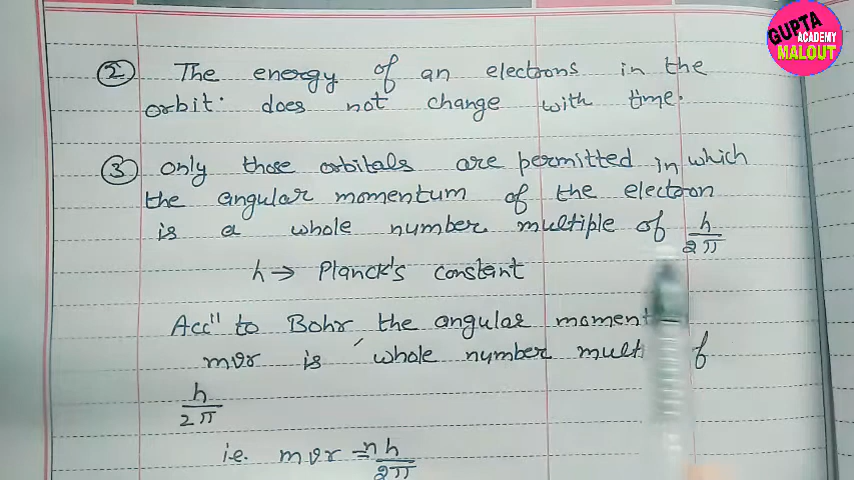 GUPTA
ACADEMY
MALOUT
② The energy of an electrons in the
orbit. does not change with time.
③ only those orbitals are permitted in which
the angular momentum of the electron
is a whole number multiple of h/2π
h → Planck's constant
Acc" to Bohr the angular moment
mvr is whole number mult f
h/2π
i.e. mvr = nh/2π